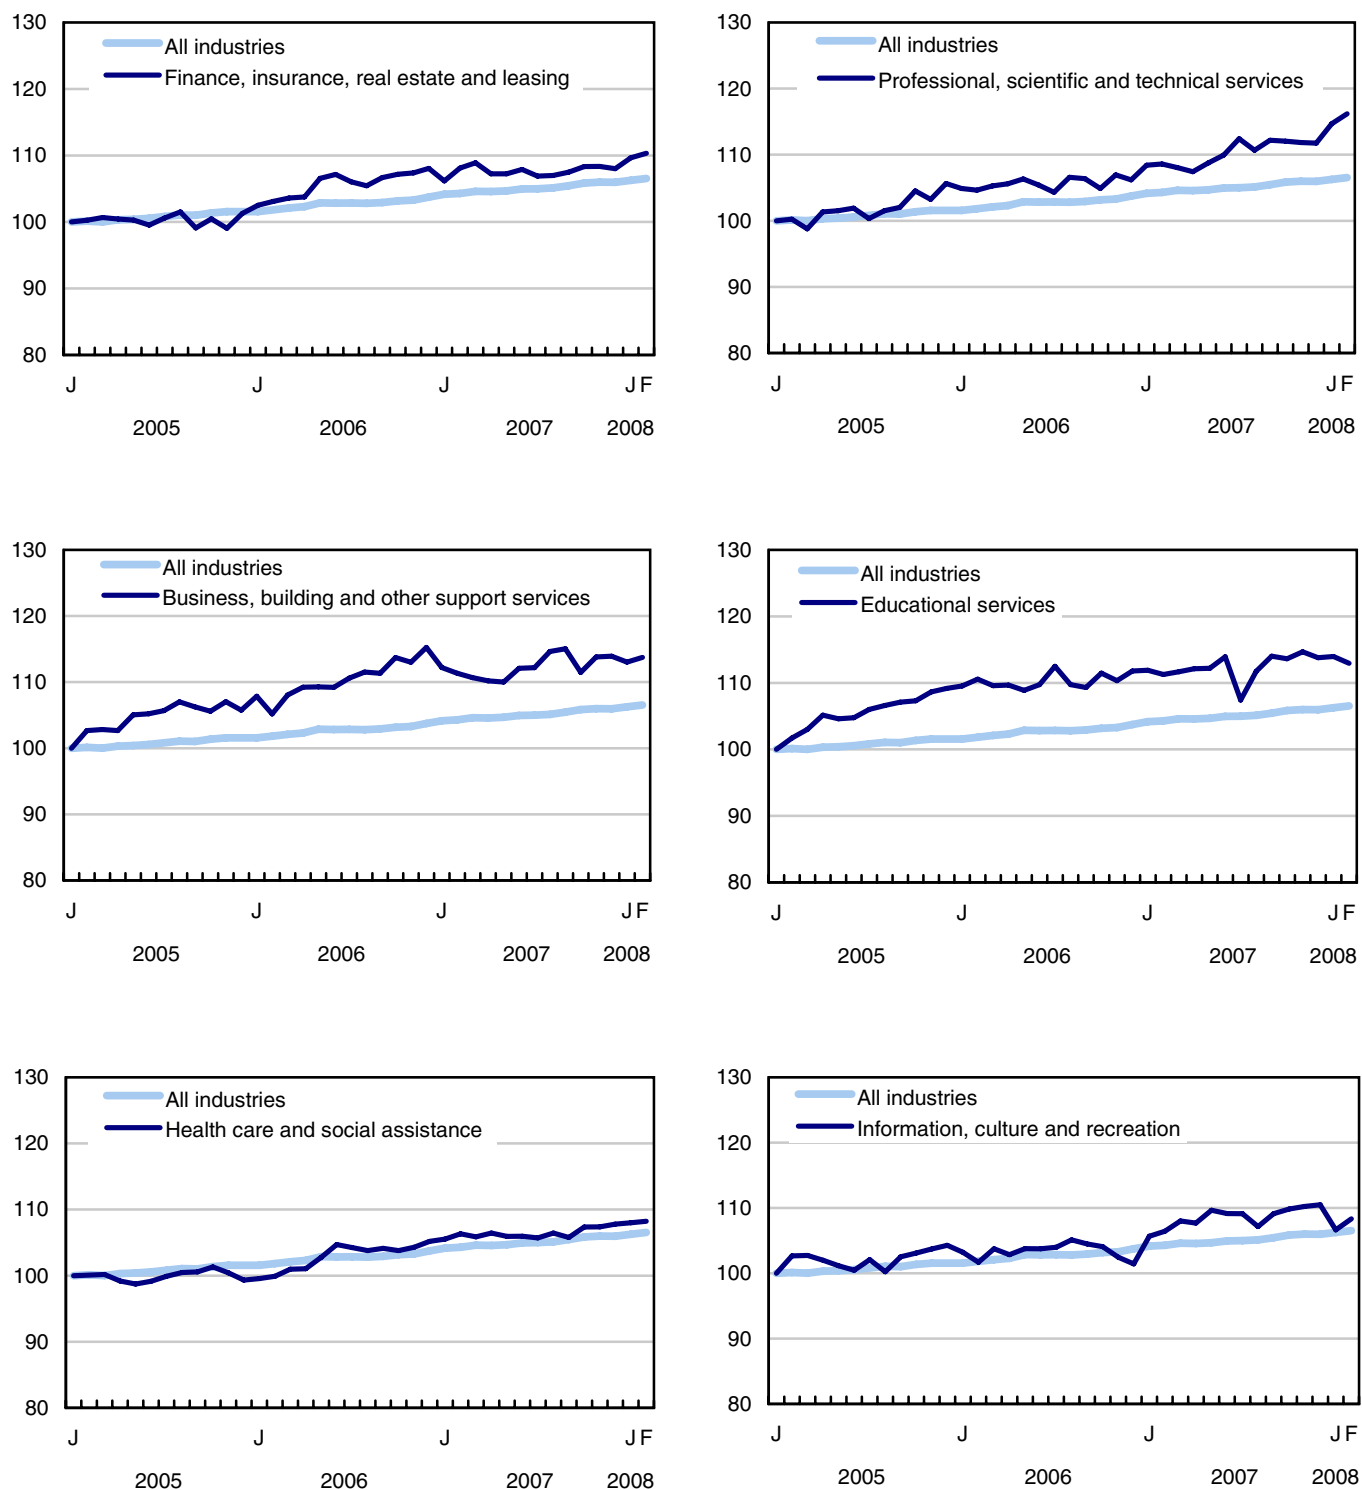 130
All industries
Finance, insurance, real estate and leasing
120
110
100
90
80
J J J J F
2005 2006 2007 2008
130
All industries
Professional, scientific and technical services
120
110
100
90
80
J J J J F
2005 2006 2007 2008
130
All industries
Business, building and other support services
120
110
100
90
80
J J J J F
2005 2006 2007 2008
130
All industries
Educational services
120
110
100
90
80
J J J J F
2005 2006 2007 2008
130
All industries
Health care and social assistance
120
110
100
90
80
J J J J F
2005 2006 2007 2008
130
All industries
Information, culture and recreation
120
110
100
90
80
J J J J F
2005 2006 2007 2008